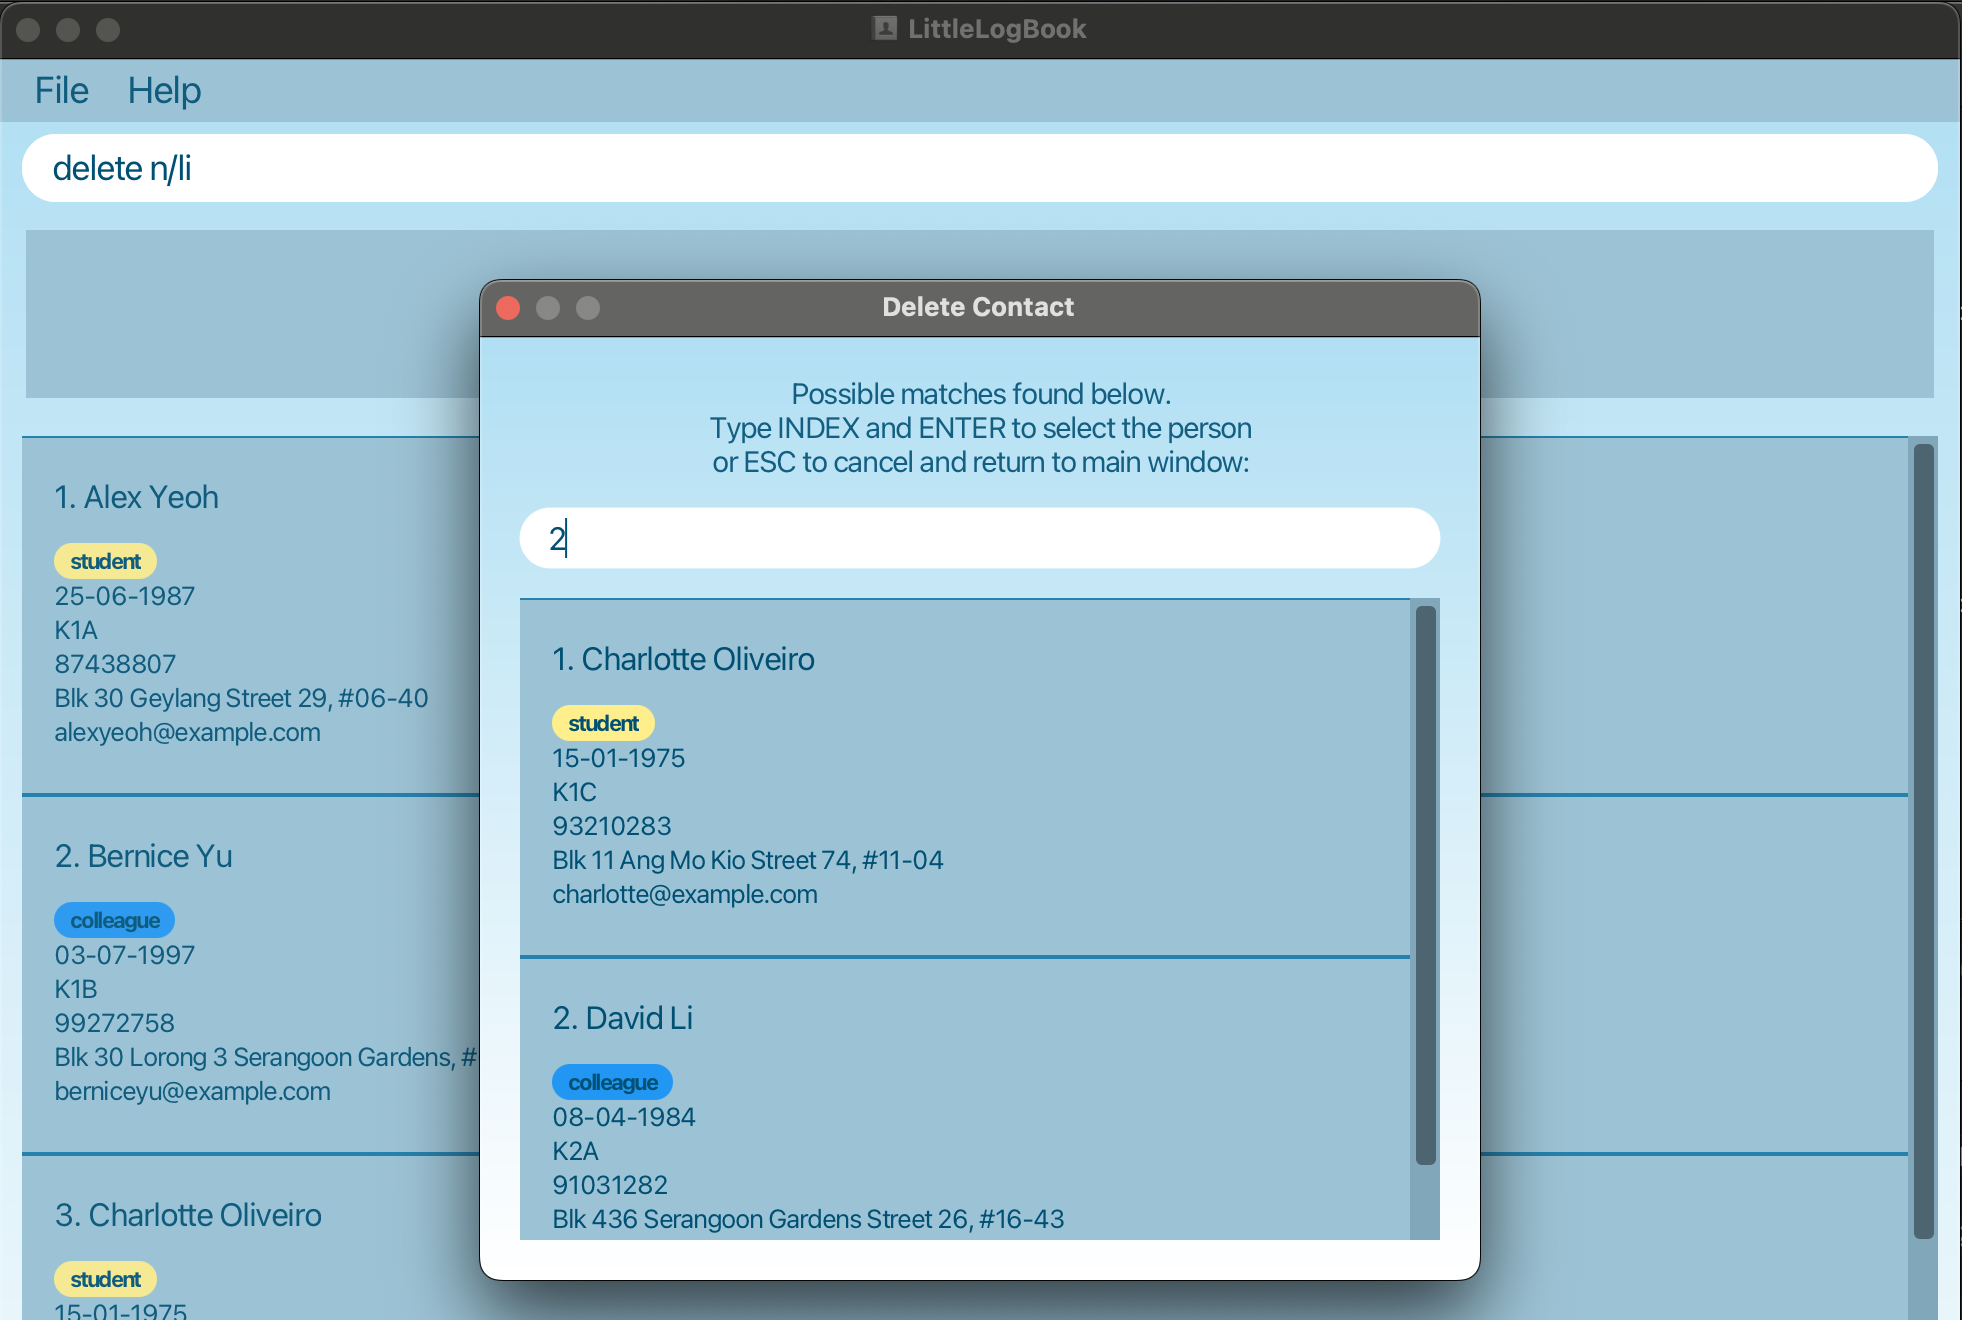 LittleLogBook
File Help
delete n/li
Delete Contact
Possible matches found below.
Type INDEX and ENTER to select the person
or ESC to cancel and return to main window:
2
1. Charlotte Oliveiro
student
15-01-1975
K1C
93210283
Blk 11 Ang Mo Kio Street 74, #11-04
charlotte@example.com
2. David Li
colleague
08-04-1984
K2A
91031282
Blk 436 Serangoon Gardens Street 26, #16-43
1. Alex Yeoh
student
25-06-1987
K1A
87438807
Blk 30 Geylang Street 29, #06-40
alexyeoh@example.com
2. Bernice Yu
colleague
03-07-1997
K1B
99272758
Blk 30 Lorong 3 Serangoon Gardens, #
berniceyu@example.com
3. Charlotte Oliveiro
student
15-01-1975